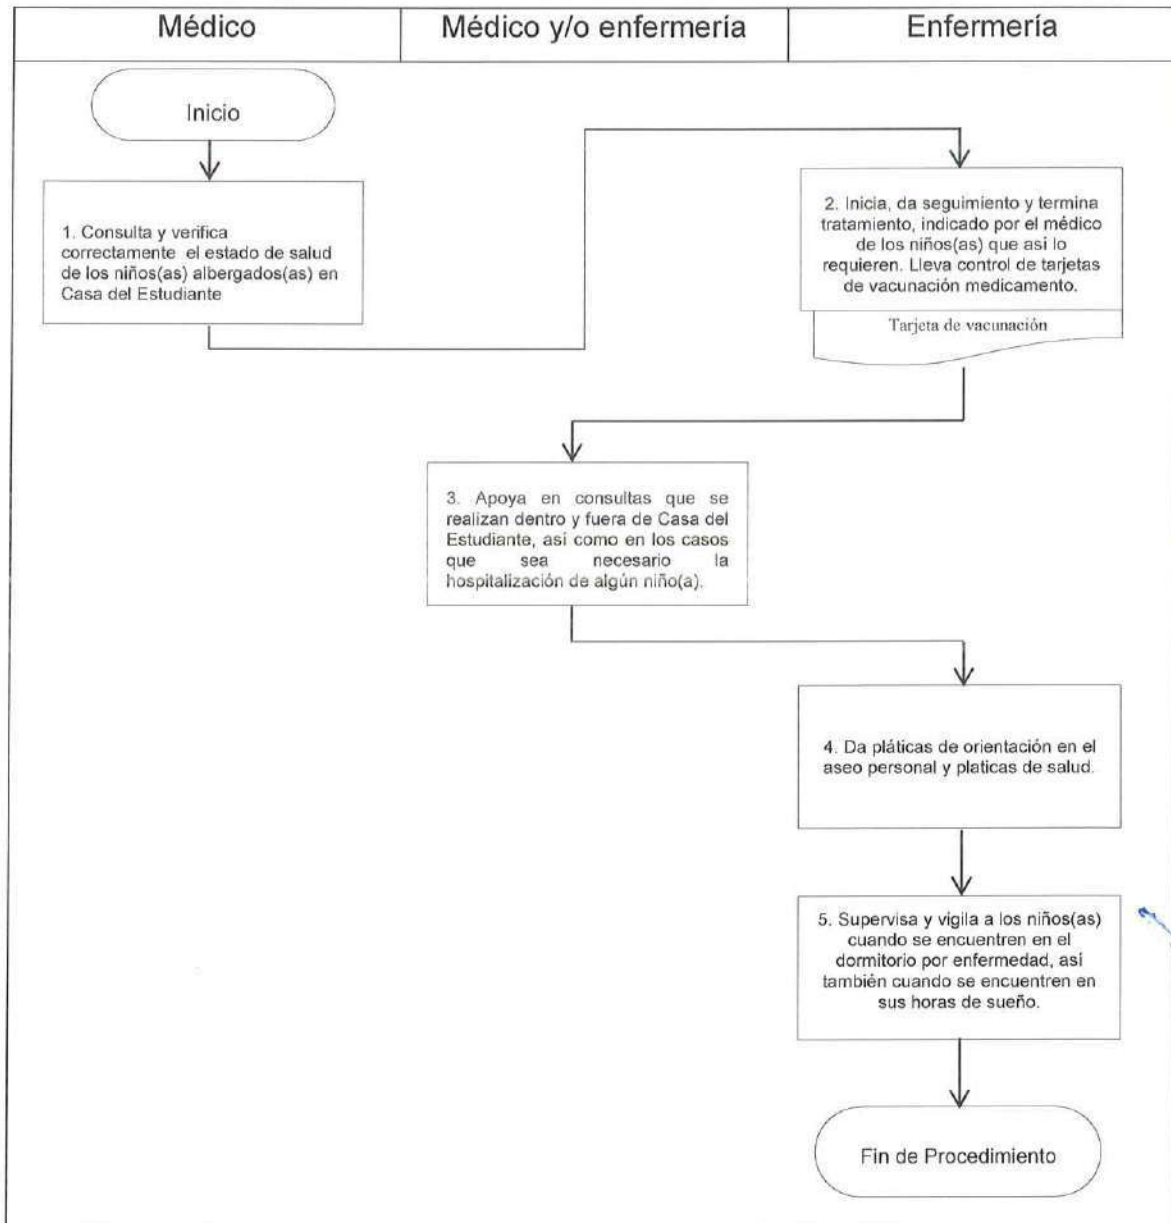 Médico
Médico y/o enfermería
Enfermería
Inicio
1. Consulta y verifica
correctamente el estado de salud
de los niños(as) albergados(as) en
Casa del Estudiante
2. Inicia, da seguimiento y termina
tratamiento, indicado por el médico
de los niños(as) que asi lo
requieren. Lleva control de tarjetas
de vacunación medicamento.
Tarjeta de vacunación
3. Apoya en consultas que se
realizan dentro y fuera de Casa del
Estudiante, así como en los casos
que sea necesario la
hospitalización de algún niño(a).
4. Da pláticas de orientación en el
aseo personal y platicas de salud.
5. Supervisa y vigila a los niños(as)
cuando se encuentren en el
dormitorio por enfermedad, asi
también cuando se encuentren en
sus horas de sueño.
Fin de Procedimiento